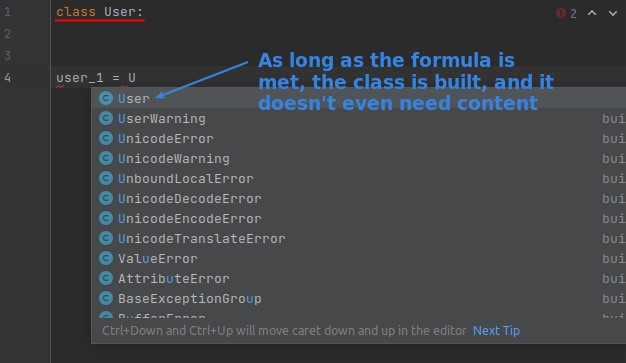 1 class User: 2
2
3
4 user_1 = U
As long as the formula is
met, the class is built, and it
doesn't even need content
C User
C UserWarning bui
C UnicodeError bui
C UnicodeWarning bui
C UnboundLocalError bui
C UnicodeDecodeError bui
C UnicodeEncodeError bui
C UnicodeTranslateError bui
C ValueError bui
C AttributeError bui
C BaseExceptionGroup bui
C BufferError bui
Ctrl+Down and Ctrl+Up will move caret down and up in the editor Next Tip